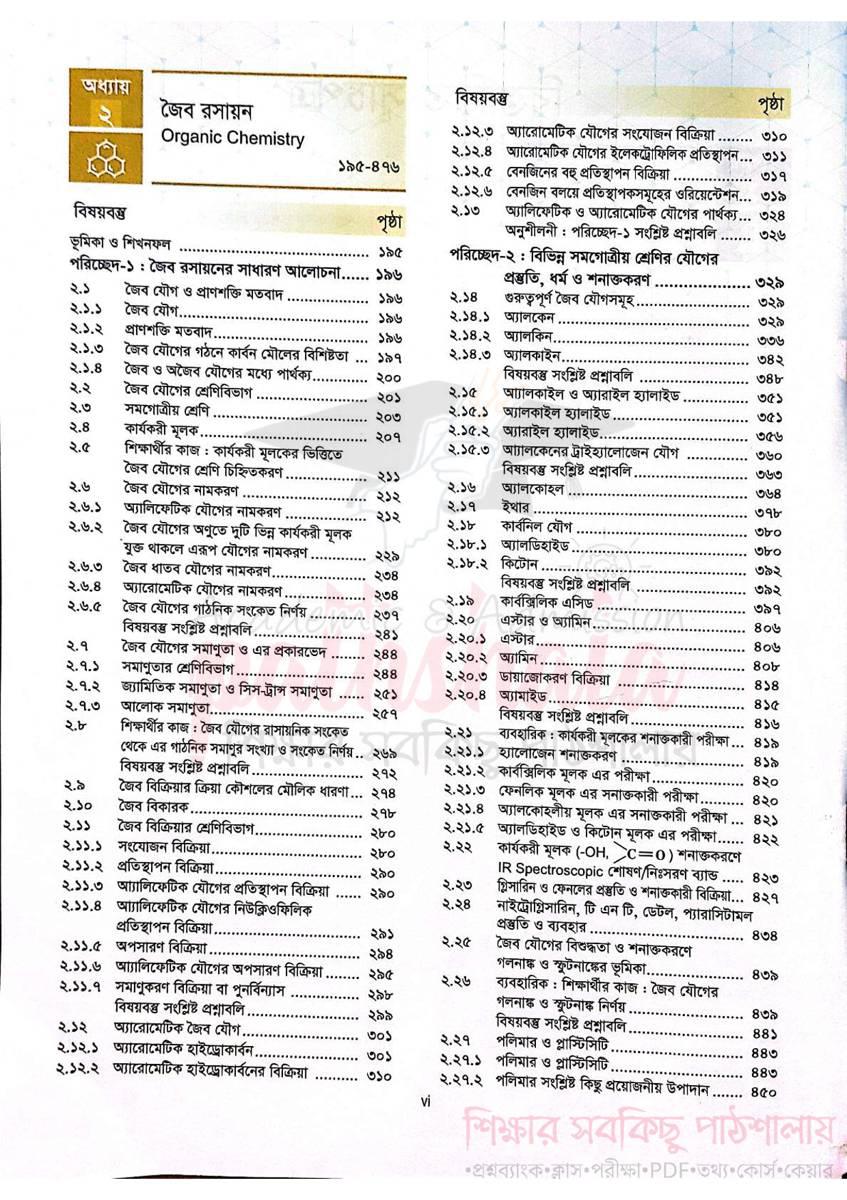 অধ্যায়
২
জৈব রসায়ন
Organic Chemistry
১৯৫-৪৭৬
বিষয়বস্তু পৃষ্ঠা
ভূমিকা ও শিখনফল ........ ১৯৫
পরিচ্ছেদ-১ : জৈব রসায়নের সাধারণ আলোচনা...... ১৯৬
২.১ জৈব যৌগ ও প্রাণশক্তি মতবাদ ........ ১৯৬
২.১.১ জৈব যৌগ........ ১৯৬
২.১.২ প্রাণশক্তি মতবাদ........ ১৯৬
২.১.৩ জৈব যৌগের গঠনে কার্বন মৌলের বিশিষ্টতা ... ১৯৭
২.১.৪ জৈব ও অজৈব যৌগের মধ্যে পার্থক্য........ ২০০
২.২ জৈব যৌগের শ্রেণিবিভাগ ........ ২০১
২.৩ সমগোত্রীয় শ্রেণি ........ ২০৩
২.৪ কার্যকরী মূলক........ ২০৭
২.৫ শিক্ষার্থীর কাজ : কার্যকরী মূলকের ভিত্তিতে
জৈব যৌগের শ্রেণি চিহ্নিতকরণ ........ ২১১
২.৬ জৈব যৌগের নামকরণ ........ ২১২
২.৬.১ অ্যালিফেটিক যৌগের নামকরণ ........ ২১২
২.৬.২ জৈব যৌগের অণুতে দুটি ভিন্ন কার্যকরী মূলক
যুক্ত থাকলে এরূপ যৌগের নামকরণ ........ ২২৯
২.৬.৩ জৈব ধাতব যৌগের নামকরণ........ ২৩৪
২.৬.৪ অ্যারোমেটিক যৌগের নামকরণ ........ ২৩৪
২.৬.৫ জৈব যৌগের গাঠনিক সংকেত নির্ণয় ........ ২৩৭
বিষয়বস্তু সংশ্লিষ্ট প্রশ্নাবলি ........ ২৪১
২.৭ জৈব যৌগের সমাণুতা ও এর প্রকারভেদ ........ ২৪৪
২.৭.১ সমাণুতার শ্রেণিবিভাগ ........ ২৪৪
২.৭.২ জ্যামিতিক সমাণুতা ও সিস-ট্রান্স সমাণুতা ..... ২৫১
২.৭.৩ আলোক সমাণুতা........ ২৫৭
২.৮ শিক্ষার্থীর কাজ : জৈব যৌগের রাসায়নিক সংকেত
থেকে এর গাঠনিক সমাণুর সংখ্যা ও সংকেত নির্ণয় .. ২৬৯
বিষয়বস্তু সংশ্লিষ্ট প্রশ্নাবলি ........ ২৭২
২.৯ জৈব বিক্রিয়ার ক্রিয়া কৌশলের মৌলিক ধারণা... ২৭৪
২.১০ জৈব বিকারক........ ২৭৮
২.১১ জৈব বিক্রিয়ার শ্রেণিবিভাগ........ ২৮০
২.১১.১ সংযোজন বিক্রিয়া........ ২৮০
২.১১.২ প্রতিস্থাপন বিক্রিয়া........ ২৯০
২.১১.৩ অ্যালিফেটিক যৌগের প্রতিস্থাপন বিক্রিয়া ...... ২৯০
২.১১.৪ অ্যালিফেটিক যৌগের নিউক্লিওফিলিক
প্রতিস্থাপন বিক্রিয়া........ ২৯১
২.১১.৫ অপসারণ বিক্রিয়া........ ২৯৪
২.১১.৬ অ্যালিফেটিক যৌগের অপসারণ বিক্রিয়া ........ ২৯৫
২.১১.৭ সমাণুকরণ বিক্রিয়া বা পুনর্বিন্যাস ........ ২৯৮
বিষয়বস্তু সংশ্লিষ্ট প্রশ্নাবলি........ ২৯৯
২.১২ অ্যারোমেটিক জৈব যৌগ........ ৩০১
২.১২.১ অ্যারোমেটিক হাইড্রোকার্বন........ ৩০১
২.১২.২ অ্যারোমেটিক হাইড্রোকার্বনের বিক্রিয়া ........ ৩১০
বিষয়বস্তু পৃষ্ঠা
২.১২.৩ অ্যারোমেটিক যৌগের সংযোজন বিক্রিয়া ........ ৩১০
২.১২.৪ অ্যারোমেটিক যৌগের ইলেকট্রোফিলিক প্রতিস্থাপন... ৩১১
২.১২.৫ বেনজিনের বহু প্রতিস্থাপন বিক্রিয়া ........ ৩১৭
২.১২.৬ বেনজিন বলয়ে প্রতিস্থাপকসমূহের ওরিয়েন্টেশন... ৩১৯
২.১৩ অ্যালিফেটিক ও অ্যারোমেটিক যৌগের পার্থক্য... ৩২৪
অনুশীলনী : পরিচ্ছেদ-১ সংশ্লিষ্ট প্রশ্নাবলি ....... ৩২৬
পরিচ্ছেদ-২ : বিভিন্ন সমগোত্রীয় শ্রেণির যৌগের
প্রস্তুতি, ধর্ম ও শনাক্তকরণ ........ ৩২৯
২.১৪ গুরুত্বপূর্ণ জৈব যৌগসমূহ........ ৩২৯
২.১৪.১ অ্যালকেন ........ ৩২৯
২.১৪.২ অ্যালকিন........ ৩৩৬
২.১৪.৩ অ্যালকাইন........ ৩৪২
বিষয়বস্তু সংশ্লিষ্ট প্রশ্নাবলি ........ ৩৪৮
২.১৫ অ্যালকাইল ও অ্যারাইল হ্যালাইড ........ ৩৫১
২.১৫.১ অ্যালকাইল হ্যালাইড........ ৩৫১
২.১৫.২ অ্যারাইল হ্যালাইড........ ৩৫৬
২.১৫.৩ অ্যালকেনের ট্রাইহ্যালোজেন যৌগ ........ ৩৬০
বিষয়বস্তু সংশ্লিষ্ট প্রশ্নাবলি........ ৩৬৩
২.১৬ অ্যালকোহল ........ ৩৬৪
২.১৭ ইথার ........ ৩৭৮
২.১৮ কার্বনিল যৌগ ........ ৩৮০
২.১৮.১ অ্যালডিহাইড ........ ৩৮০
২.১৮.২ কিটোন ........ ৩৯২
বিষয়বস্তু সংশ্লিষ্ট প্রশ্নাবলি ........ ৩৯২
২.১৯ কার্বক্সিলিক এসিড ........ ৩৯৭
২.২০ এস্টার ও অ্যামিন ........ ৪০৬
২.২০.১ এস্টার........ ৪০৬
২.২০.২ অ্যামিন ........ ৪০৮
২.২০.৩ ডায়াজোকরণ বিক্রিয়া ........ ৪১৪
২.২০.৪ অ্যামাইড ........ ৪১৫
বিষয়বস্তু সংশ্লিষ্ট প্রশ্নাবলি ........ ৪১৬
২.২১ ব্যবহারিক : কার্যকরী মূলকের শনাক্তকারী পরীক্ষা ... ৪১৯
২.২১.১ হ্যালোজেন শনাক্তকরণ ........ ৪১৯
২.২১.২ কার্বক্সিলিক মূলক এর পরীক্ষা........ ৪২০
২.২১.৩ ফেনলিক মূলক এর সনাক্তকারী পরীক্ষা........ ৪২০
২.২১.৪ অ্যালকোহলীয় মূলক এর সনাক্তকারী পরীক্ষা ... ৪২১
২.২১.৫ অ্যালডিহাইড ও কিটোন মূলক এর পরীক্ষা...... ৪২২
২.২২ কার্যকরী মূলক (-OH, >C=O) শনাক্তকরণে
IR Spectroscopic শোষণ/নিঃসরণ ব্যান্ড ..... ৪২৩
২.২৩ গ্লিসারিন ও ফেনলের প্রস্তুতি ও শনাক্তকারী বিক্রিয়া... ৪২৭
২.২৪ নাইট্রোগ্লিসারিন, টি এন টি, ডেটল, প্যারাসিটামল
প্রস্তুতি ও ব্যবহার ........ ৪৩৪
২.২৫ জৈব যৌগের বিশুদ্ধতা ও শনাক্তকরণে
গলনাঙ্ক ও স্ফুটনাঙ্কের ভূমিকা........ ৪৩৯
২.২৬ ব্যবহারিক : শিক্ষার্থীর কাজ : জৈব যৌগের
গলনাঙ্ক ও স্ফুটনাঙ্ক নির্ণয় ........ ৪৩৯
বিষয়বস্তু সংশ্লিষ্ট প্রশ্নাবলি ........ ৪৪১
২.২৭ পলিমার ও প্লাস্টিসিটি ........ ৪৪৩
২.২৭.১ পলিমার ও প্লাস্টিসিটি ........ ৪৪৩
২.২৭.২ পলিমার সংশ্লিষ্ট কিছু প্রয়োজনীয় উপাদান ....... ৪৫০
vi
Academic & Admission
pathshala
শিক্ষার সবকিছু পাঠশালায়
শিক্ষার সবকিছু পাঠশালায়
•প্রশ্নব্যাংক•ক্লাস•পরীক্ষা•PDF•তথ্য•কোর্স•কেয়ার